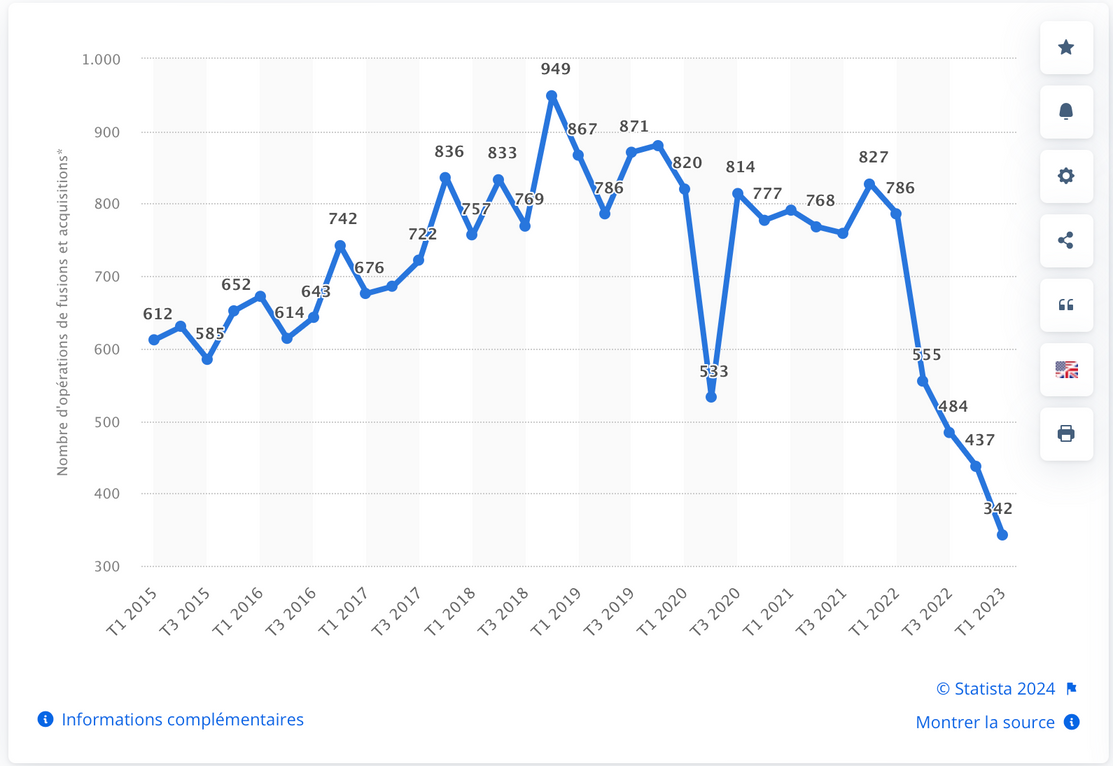 1.000
900
800
700
600
500
400
300
Nombre d'opérations de fusions et acquisitions*
612
585
652
614
643
742
676
722
836
757
833
769
949
867
786
871
820
533
814
777
768
827
786
555
484
437
342
T1 2015
T3 2015
T1 2016
T3 2016
T1 2017
T3 2017
T1 2018
T3 2018
T1 2019
T3 2019
T1 2020
T3 2020
T1 2021
T3 2021
T1 2022
T3 2022
T1 2023
© Statista 2024
Informations complémentaires
Montrer la source